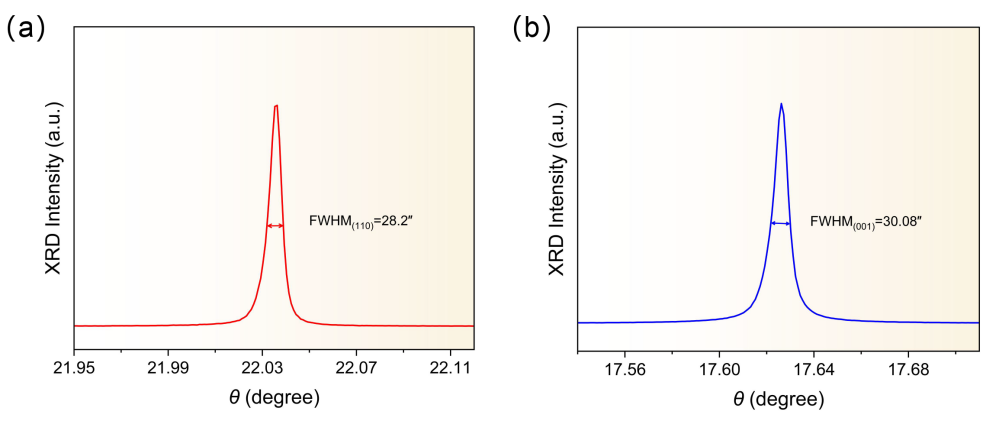 (a)
XRD Intensity (a.u.)
FWHM(110)=28.2″
21.95 21.99 22.03 22.07 22.11
θ (degree)
(b)
XRD Intensity (a.u.)
FWHM(001)=30.08″
17.56 17.60 17.64 17.68
θ (degree)